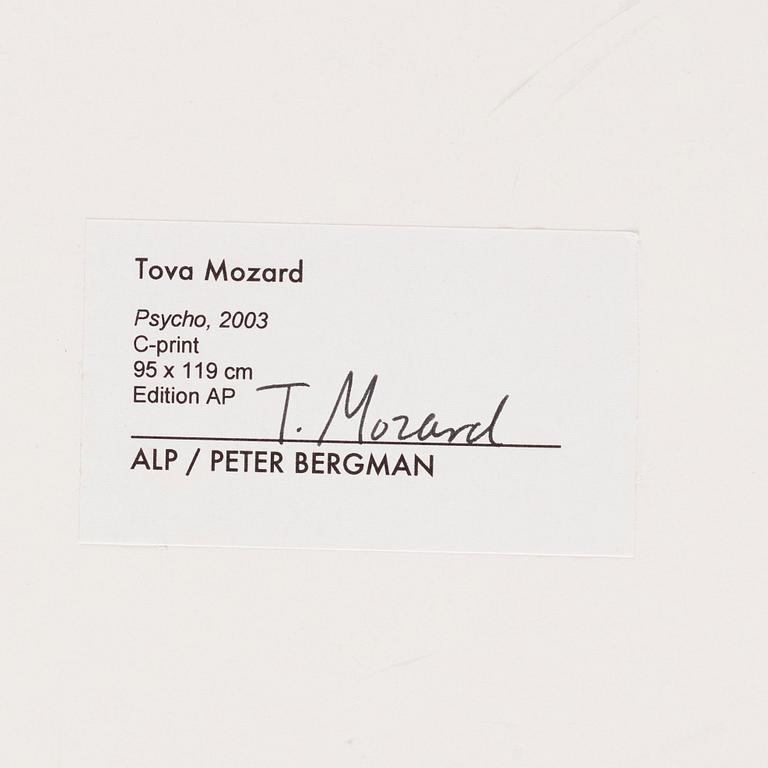 Tova Mozard
Psycho, 2003
C-print
95 x 119 cm
Edition AP
T. Mozard
ALP / PETER BERGMAN